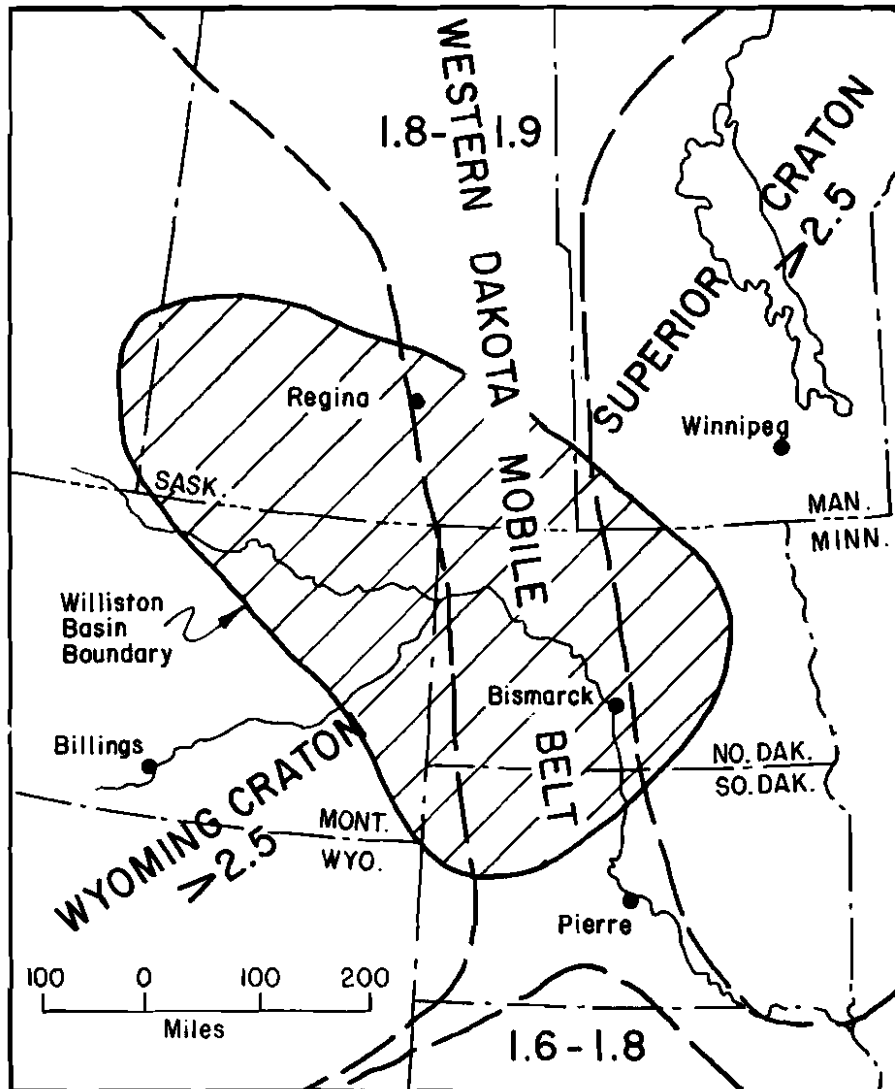 WESTERN DAKOTA MOBILE BELT
1.8-1.9
SUPERIOR CRATON
>2.5
Regina
Winnipeg
SASK.
MAN.
MINN.
Williston
Basin
Boundary
Bismarck
Billings
NO. DAK.
SO. DAK.
MONT.
WYO.
WYOMING CRATON
>2.5
Pierre
100 0 100 200
Miles
1.6-1.8